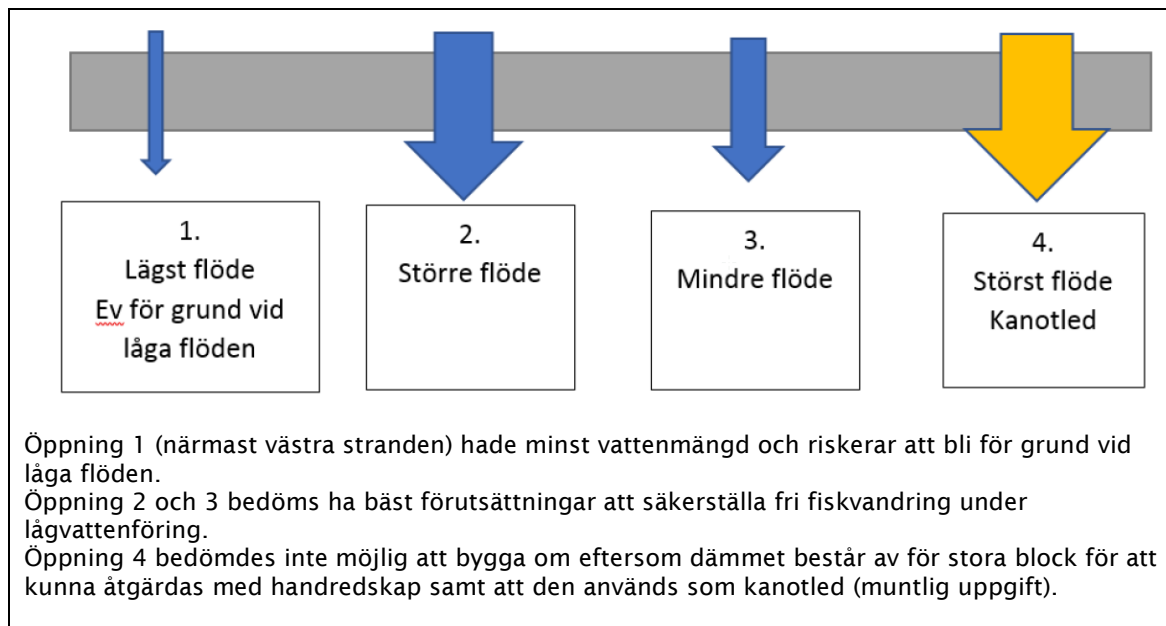 1.
Lägst flöde
Ev för grund vid
låga flöden
2.
Större flöde
3.
Mindre flöde
4.
Störst flöde
Kanotled
Öppning 1 (närmast västra stranden) hade minst vattenmängd och riskerar att bli för grund vid
låga flöden.
Öppning 2 och 3 bedöms ha bäst förutsättningar att säkerställa fri fiskvandring under
lågvattenföring.
Öppning 4 bedömdes inte möjlig att bygga om eftersom dämmet består av för stora block för att
kunna åtgärdas med handredskap samt att den används som kanotled (muntlig uppgift).